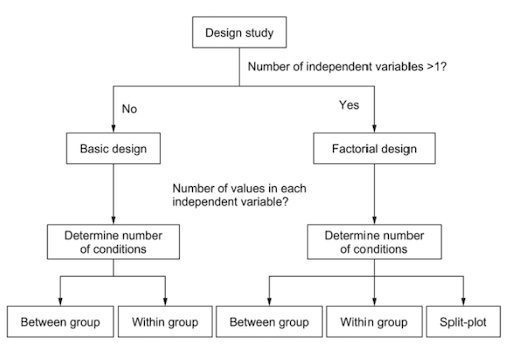 Design study
Number of independent variables >1?
No
Yes
Basic design
Factorial design
Number of values in each
independent variable?
Determine number
of conditions
Determine number
of conditions
Between group
Within group
Between group
Within group
Split-plot